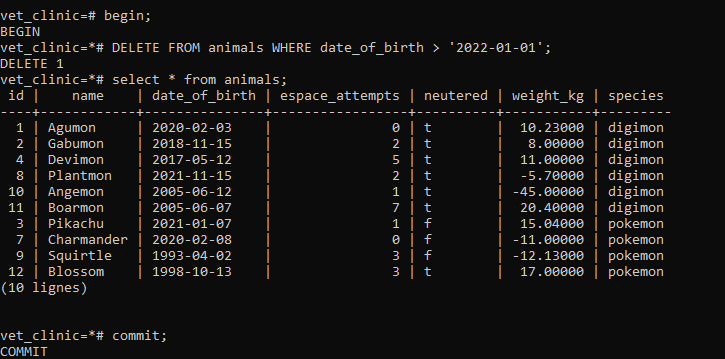 vet_clinic=# begin;
BEGIN
vet_clinic=*# DELETE FROM animals WHERE date_of_birth > '2022-01-01';
DELETE 1
vet_clinic=*# select * from animals;
 id |    name    | date_of_birth | espace_attempts | neutered | weight_kg | species
----+------------+---------------+-----------------+----------+-----------+---------
  1 | Agumon     | 2020-02-03    |               0 | t        |  10.23000 | digimon
  2 | Gabumon    | 2018-11-15    |               2 | t        |   8.00000 | digimon
  4 | Devimon    | 2017-05-12    |               5 | t        |  11.00000 | digimon
  8 | Plantmon   | 2021-11-15    |               2 | t        |  -5.70000 | digimon
 10 | Angemon    | 2005-06-12    |               1 | t        | -45.00000 | digimon
 11 | Boarmon    | 2005-06-07    |               7 | t        |  20.40000 | digimon
  3 | Pikachu    | 2021-01-07    |               1 | f        |  15.04000 | pokemon
  7 | Charmander | 2020-02-08    |               0 | f        | -11.00000 | pokemon
  9 | Squirtle   | 1993-04-02    |               3 | f        | -12.13000 | pokemon
 12 | Blossom    | 1998-10-13    |               3 | t        |  17.00000 | pokemon
(10 lignes)
vet_clinic=*# commit;
COMMIT